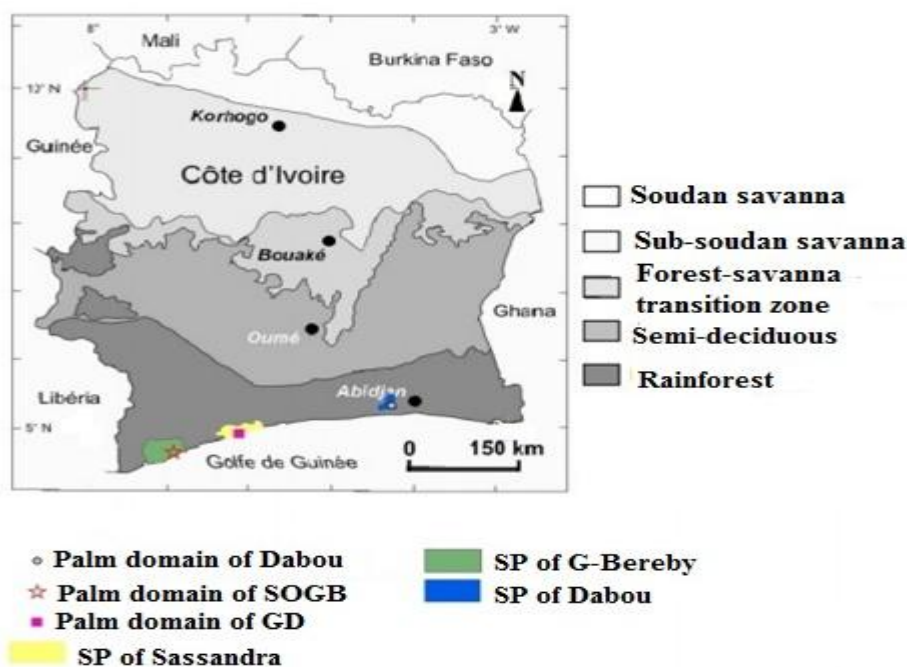 8°
3° W
Mali
Burkina Faso
N
12° N
Korhogo
Guinée
Côte d'Ivoire
Bouaké
Ghana
Oumé
Abidjan
Libéria
5° N
Golfe de Guinée
0 150 km
Soudan savanna
Sub-soudan savanna
Forest-savanna
transition zone
Semi-deciduous
Rainforest
Palm domain of Dabou
Palm domain of SOGB
Palm domain of GD
SP of Sassandra
SP of G-Bereby
SP of Dabou